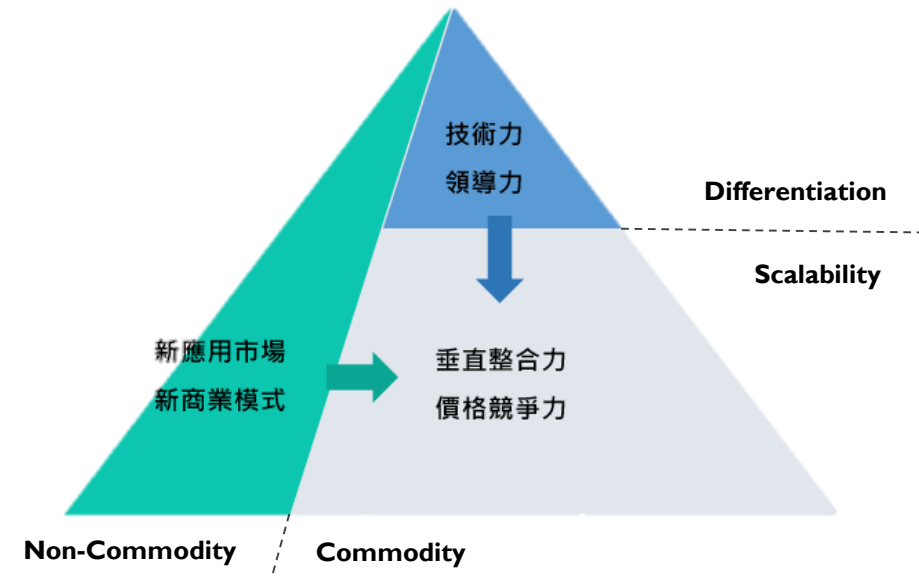 技術力
領導力
Differentiation
Scalability
新應用市場
新商業模式
垂直整合力
價格競爭力
Non-Commodity
Commodity